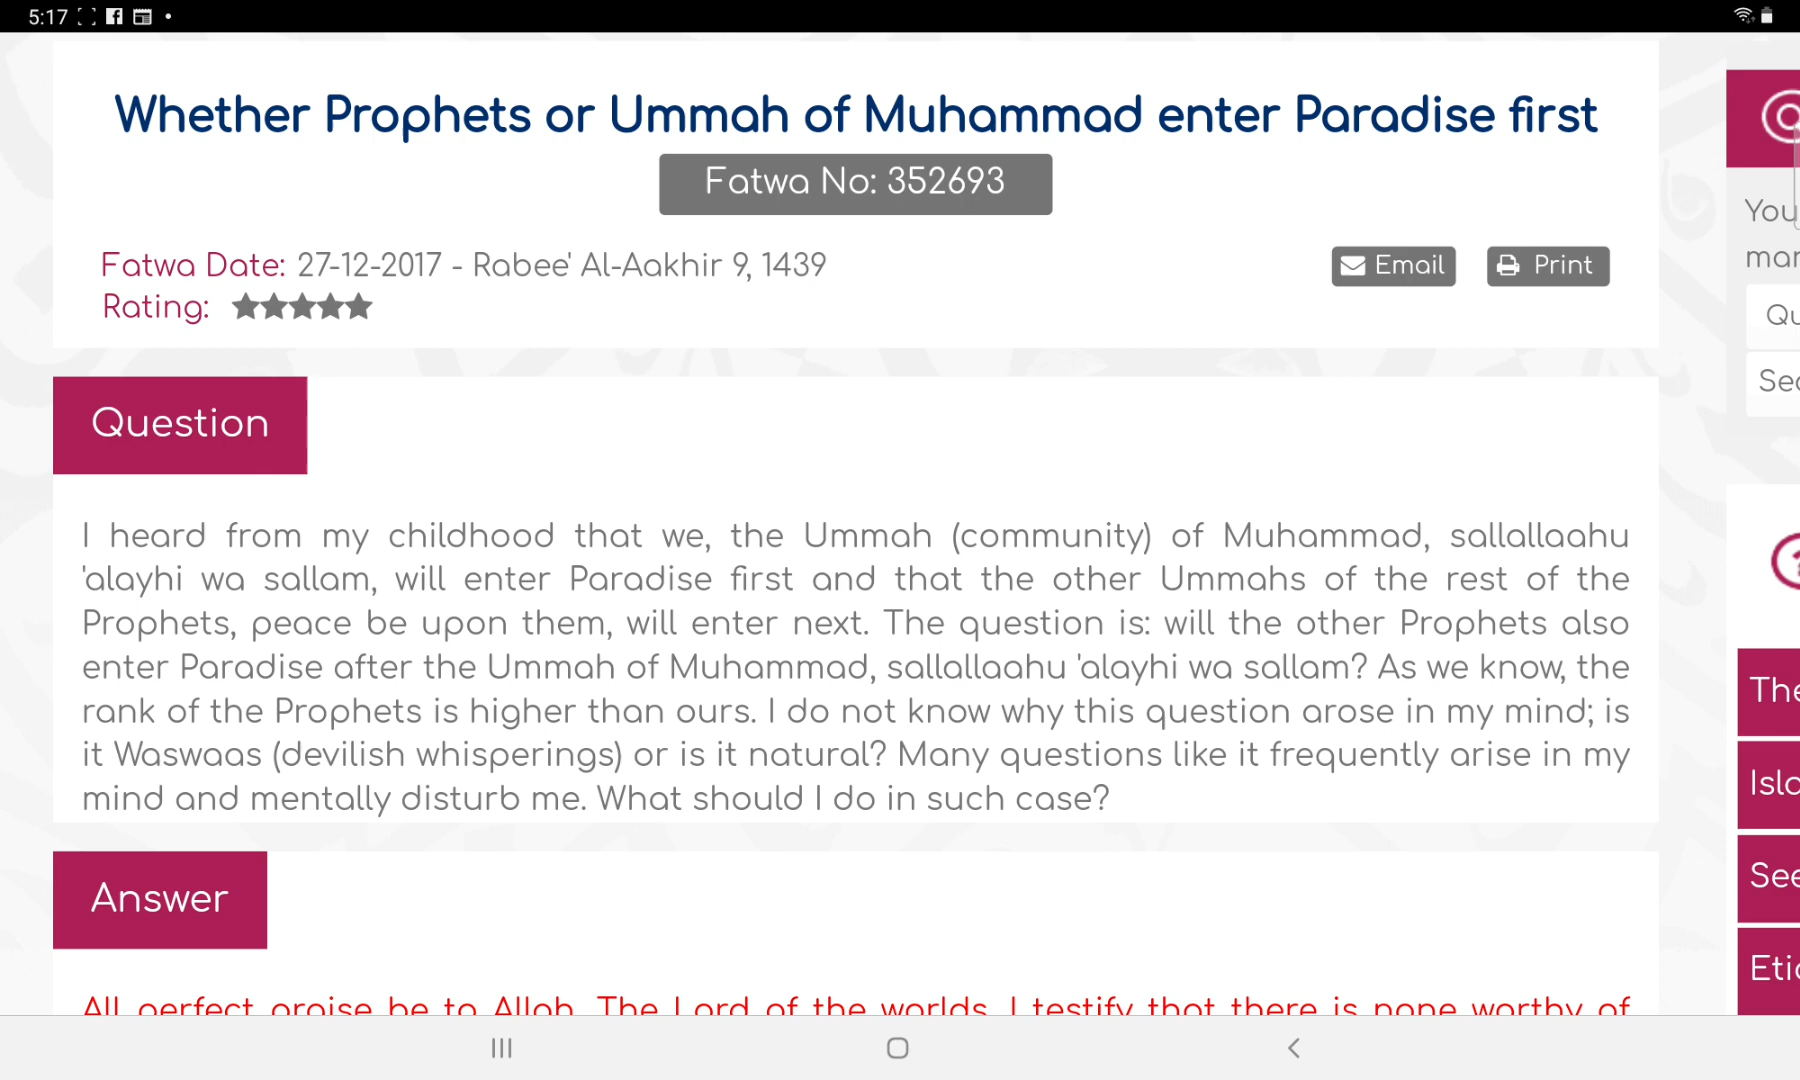 5:17
Whether Prophets or Ummah of Muhammad enter Paradise first
Fatwa No: 352693
Fatwa Date: 27-12-2017 - Rabee' Al-Aakhir 9, 1439
Email
Print
Rating:
You
Question
I heard from my childhood that we, the Ummah (community) of Muhammad, sallallaahu
'alayhi wa sallam, will enter Paradise first and that the other Ummahs of the rest of the
Prophets, peace be upon them, will enter next. The question is: will the other Prophets also
enter Paradise after the Ummah of Muhammad, sallallaahu 'alayhi wa sallam? As we know, the
rank of the Prophets is higher than ours. I do not know why this question arose in my mind; is
it Waswaas (devilish whisperings) or is it natural? Many questions like it frequently arise in my
mind and mentally disturb me. What should I do in such case?
Answer
All perfect praise be to Allah, The Lord of the worlds. I testify that there is none worthy of
The
See